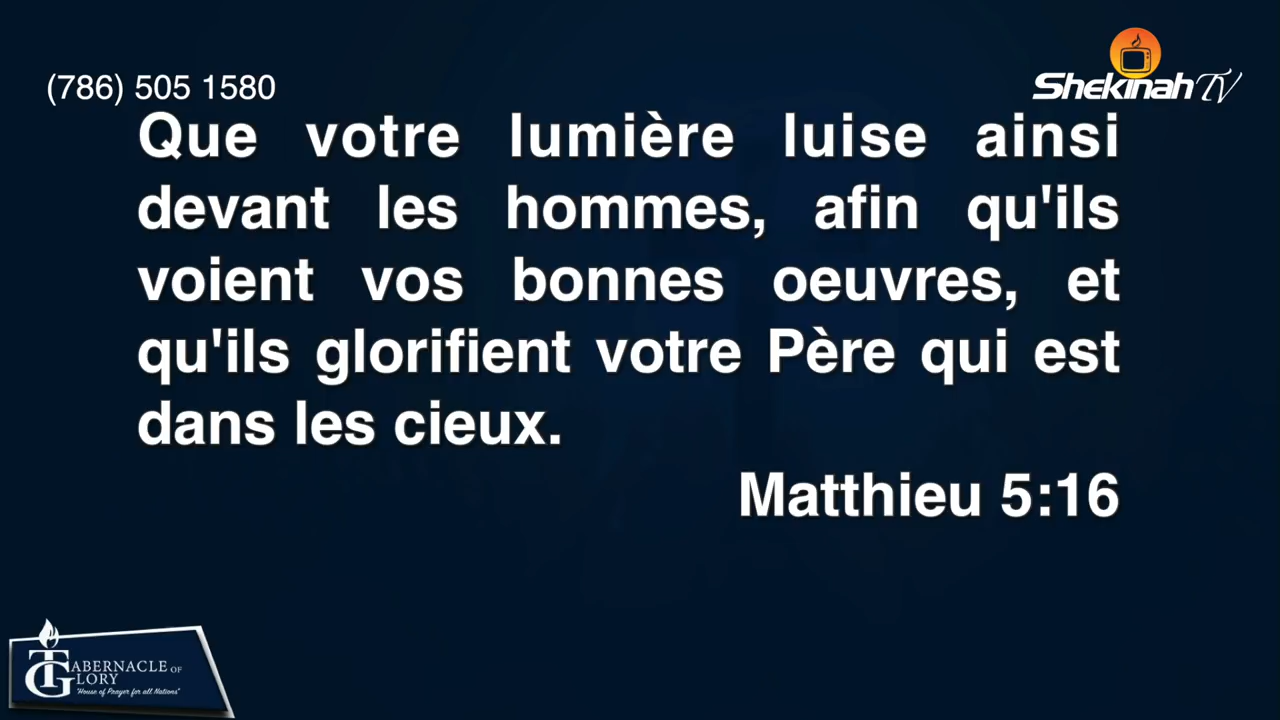 (786) 505 1580
Shekinah TV
Que votre lumière luise ainsi
devant les hommes, afin qu'ils
voient vos bonnes oeuvres, et
qu'ils glorifient votre Père qui est
dans les cieux.
Matthieu 5:16
TABERNACLE OF
GLORY
"House of Prayer for all Nations"